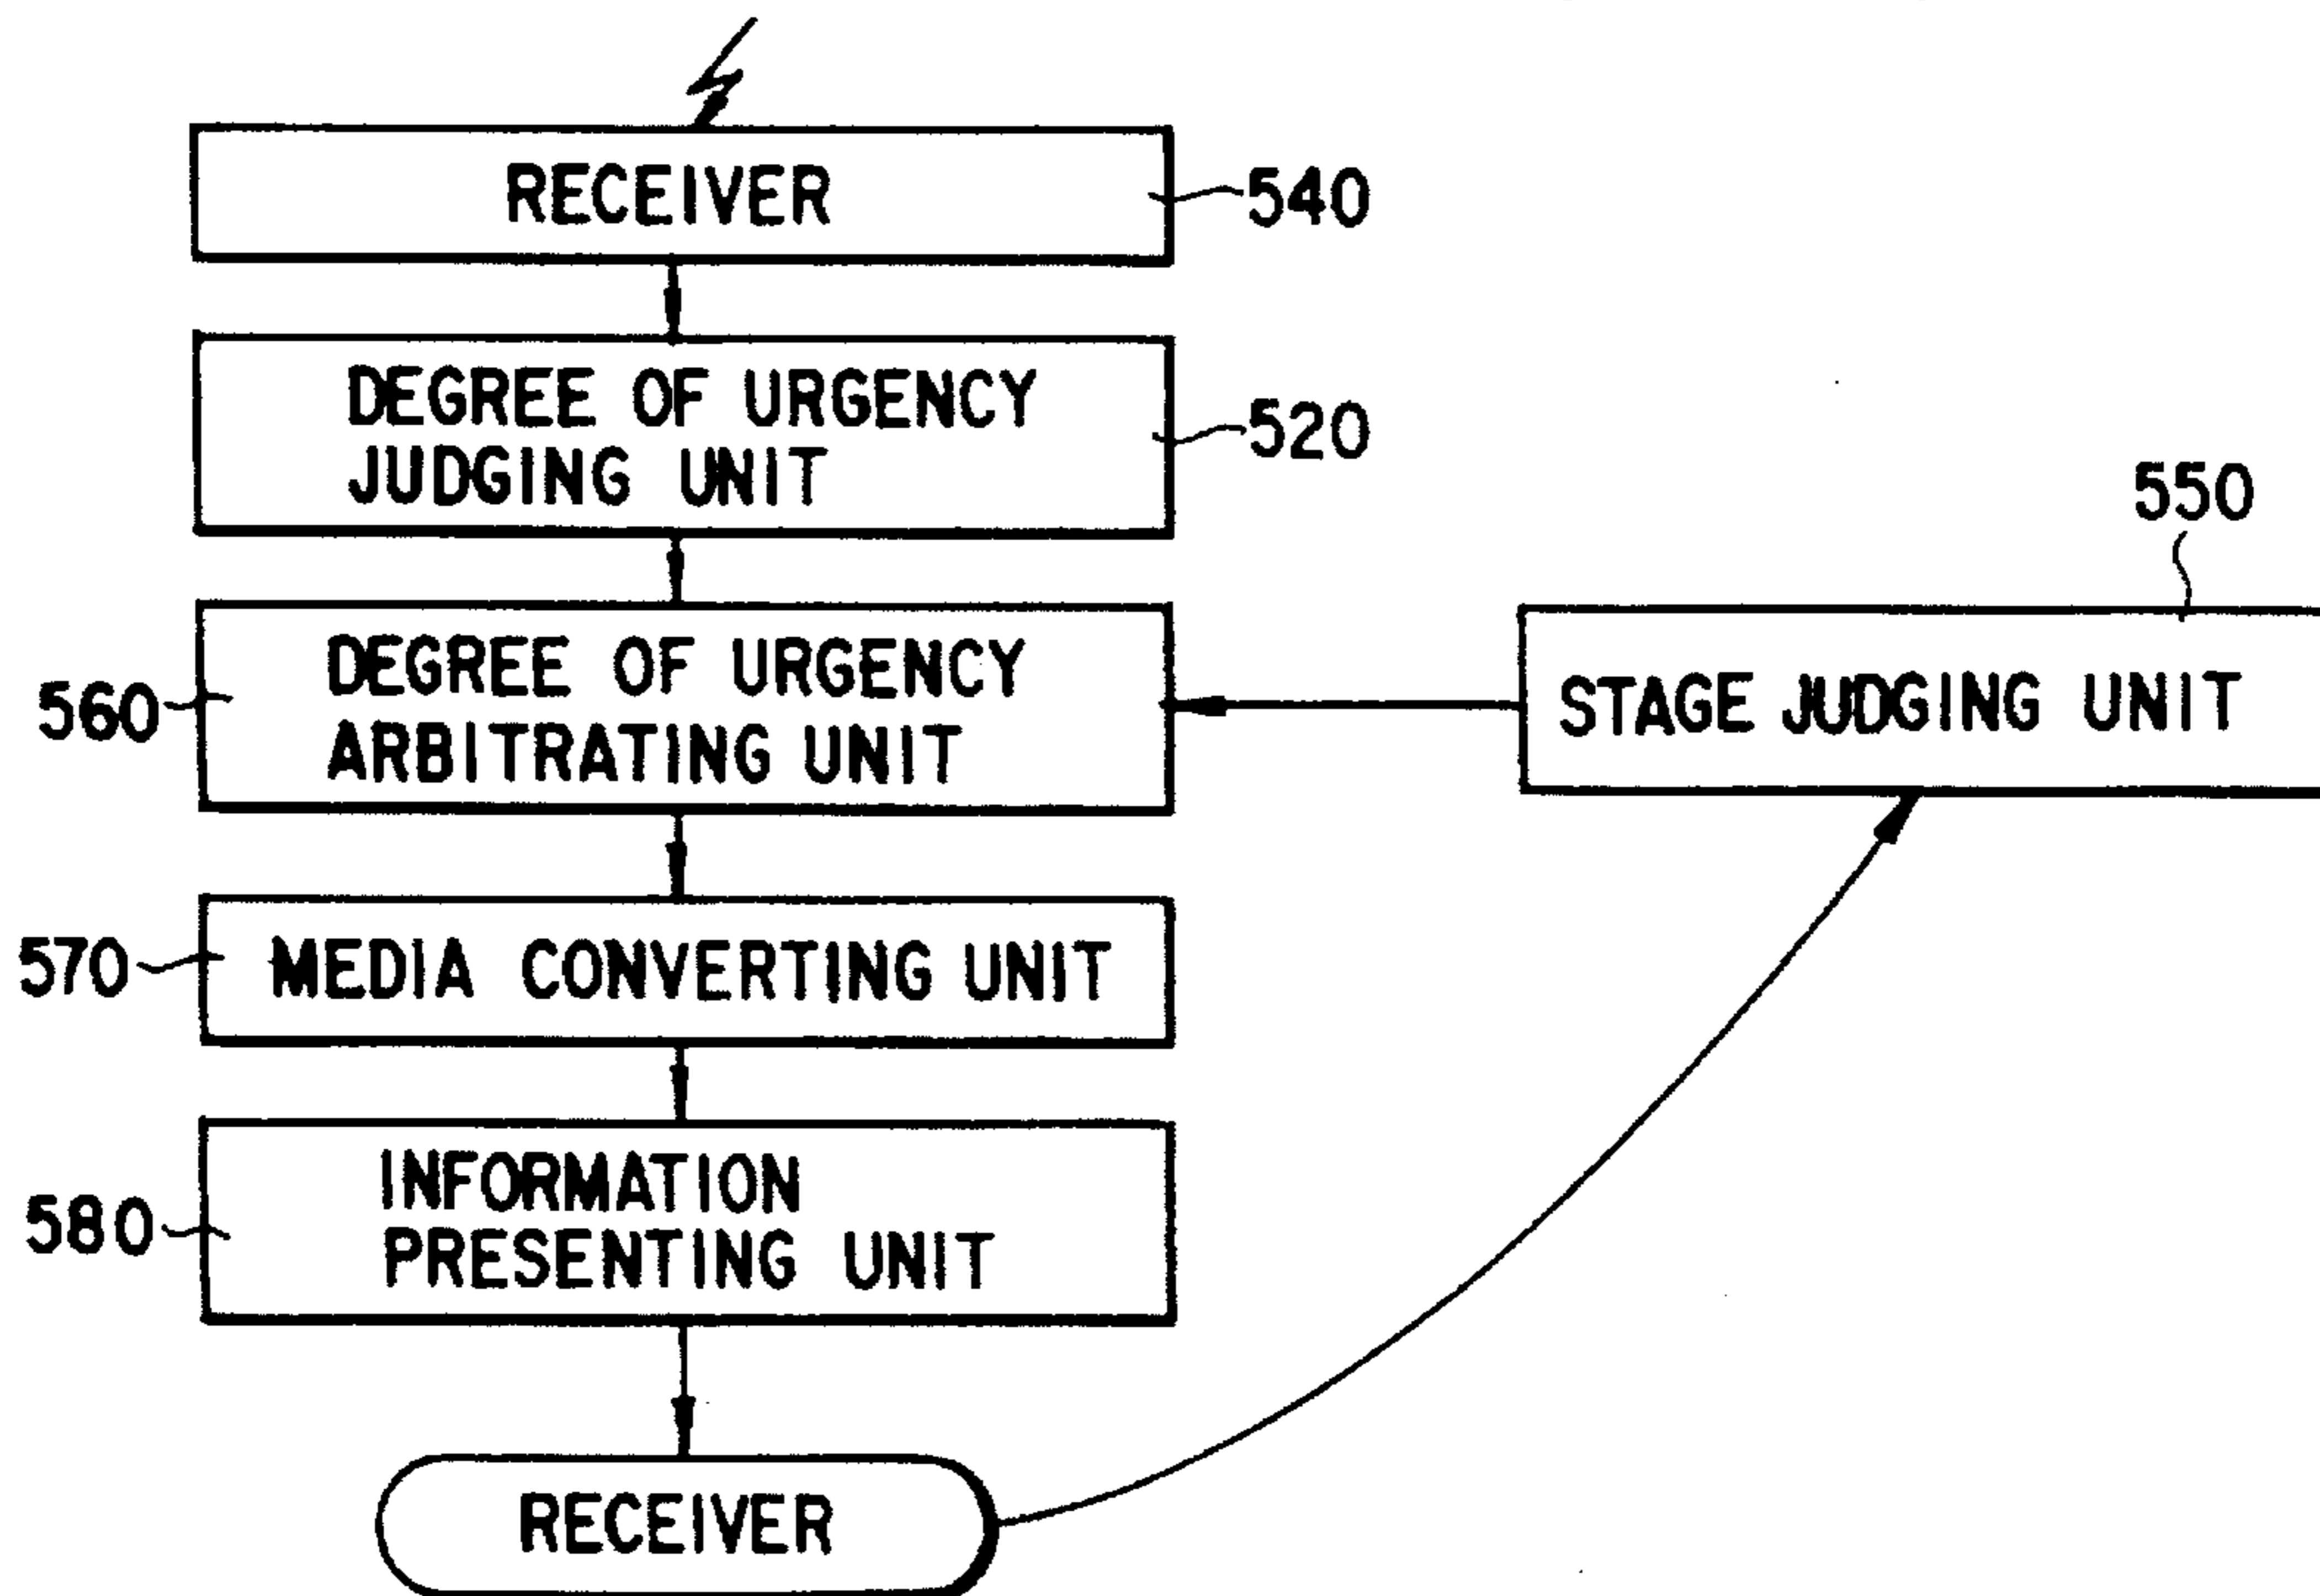 RECEIVER
540
DEGREE OF URGENCY
JUDGING UNIT
520
550
560
DEGREE OF URGENCY
ARBITRATING UNIT
STAGE JUDGING UNIT
570
MEDIA CONVERTING UNIT
580
INFORMATION
PRESENTING UNIT
RECEIVER